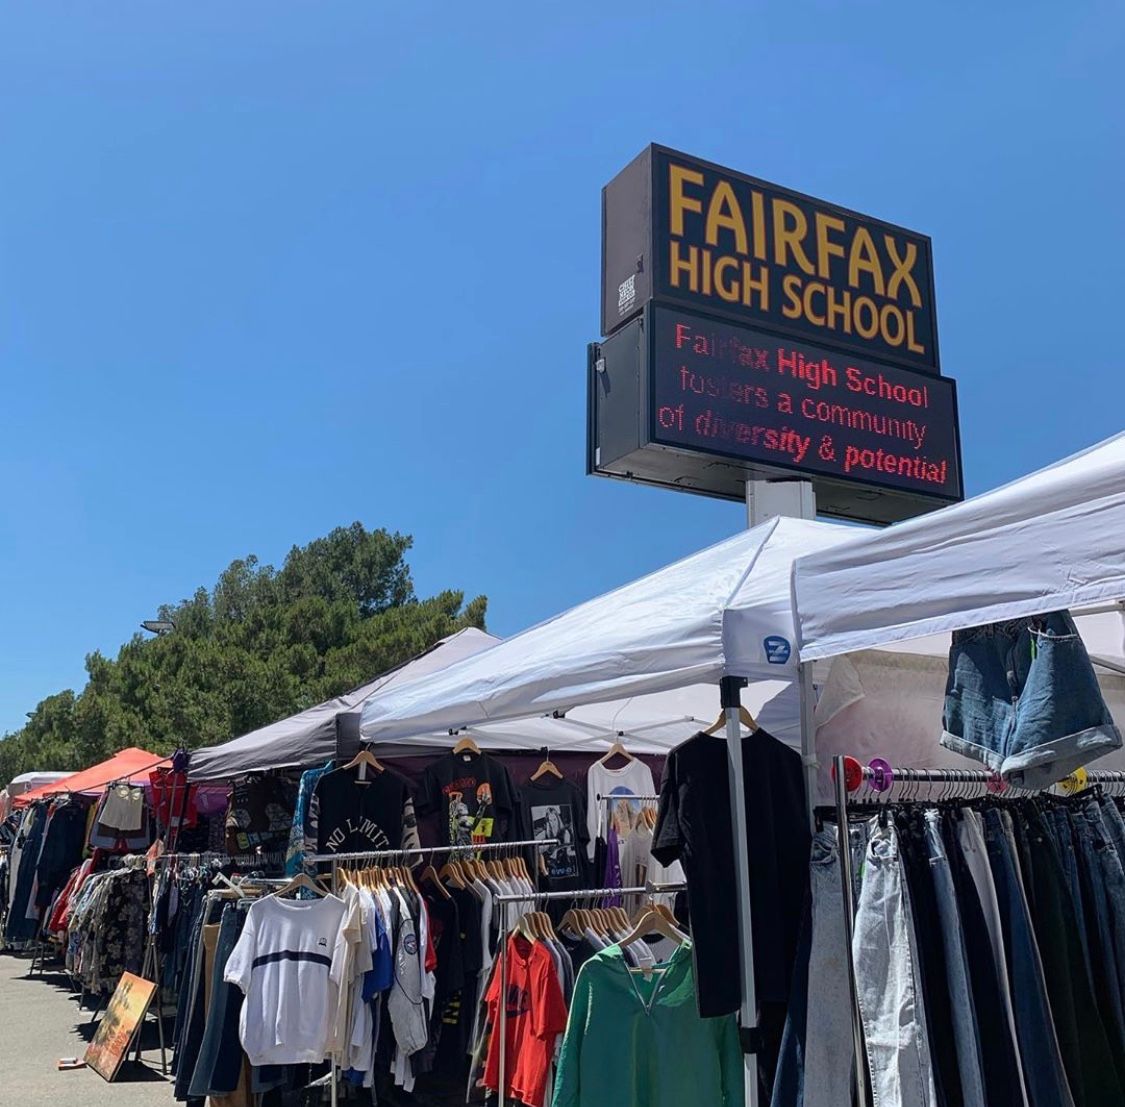 FAIRFAX
HIGH SCHOOL
Fairfax High School
fosters a community
of diversity & potential
NO LIMIT